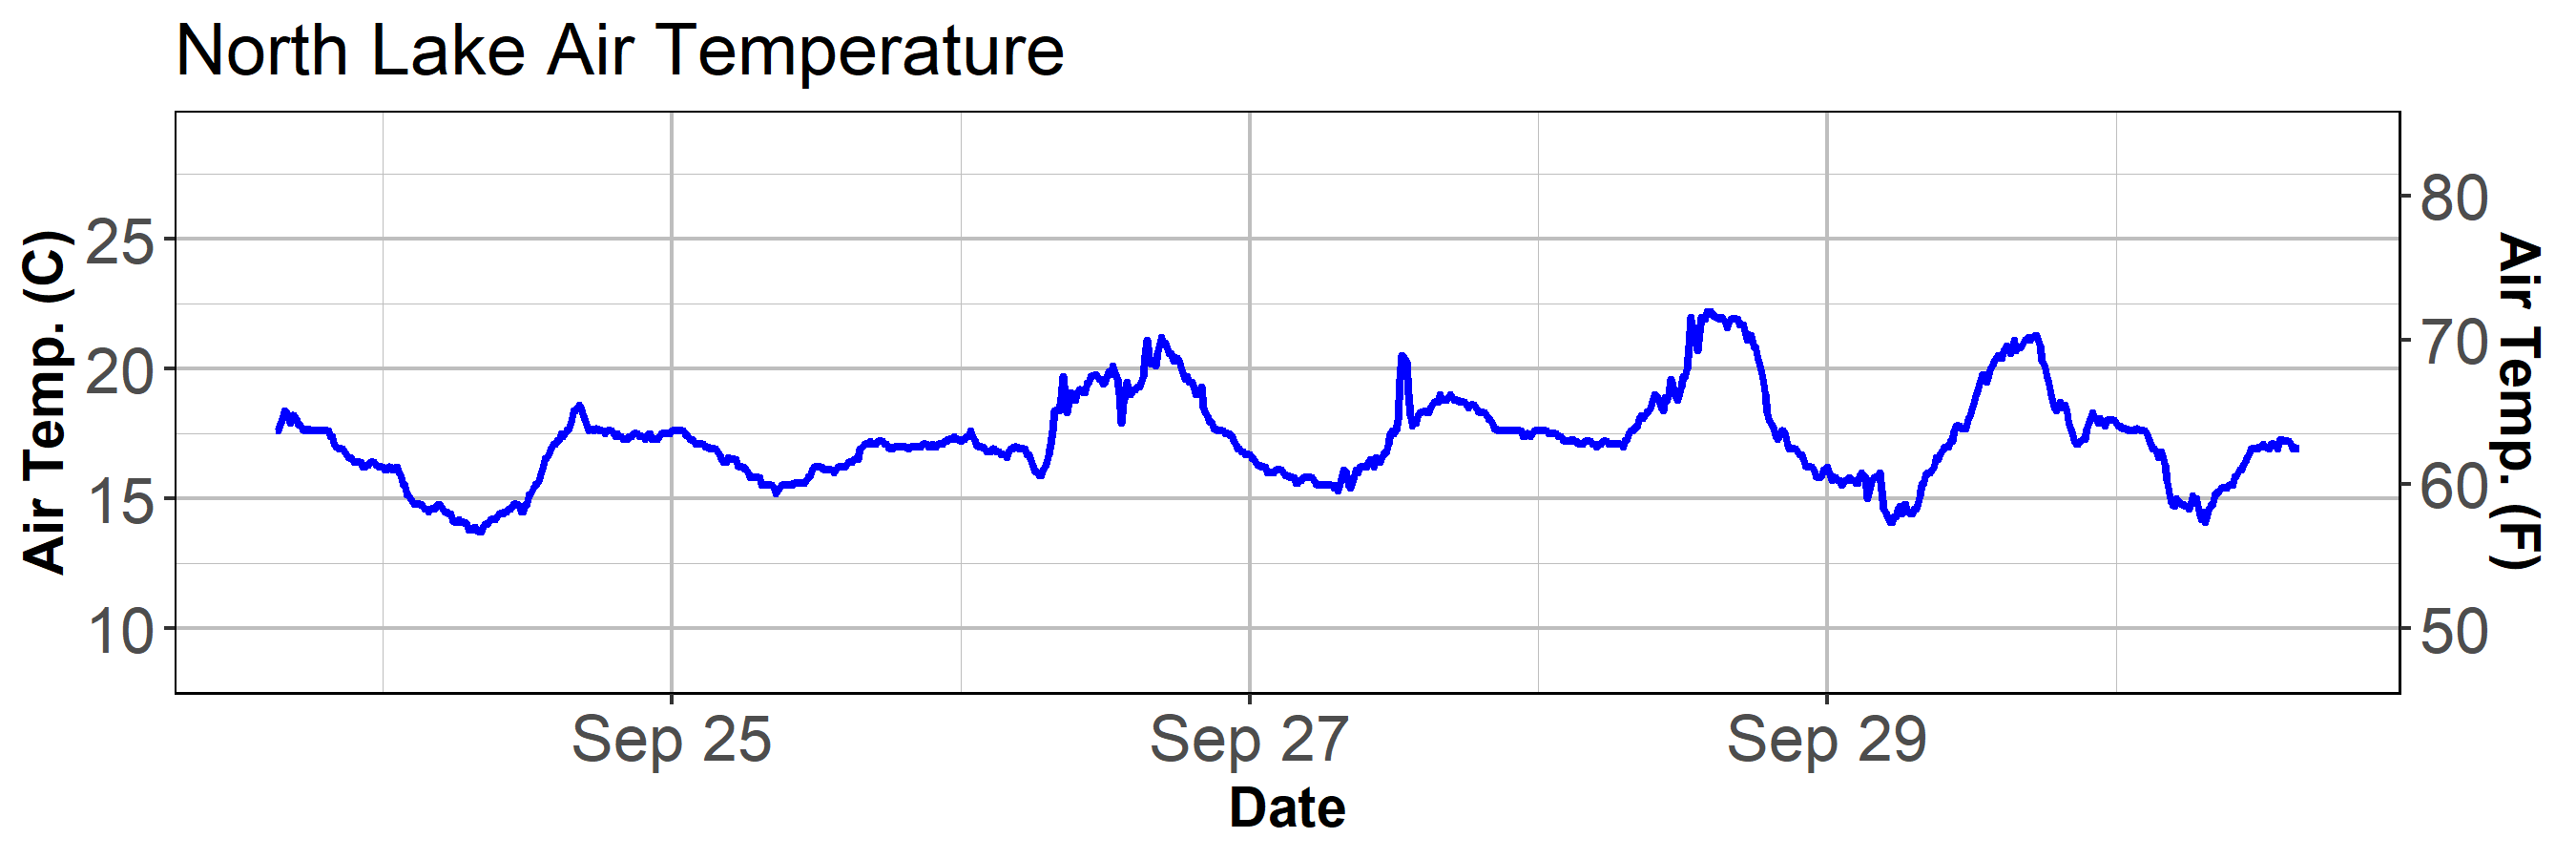 North Lake Air Temperature
Air Temp. (C)
25
20
15
10
80
70
60
50
Air Temp. (F)
Sep 25
Sep 27
Sep 29
Date